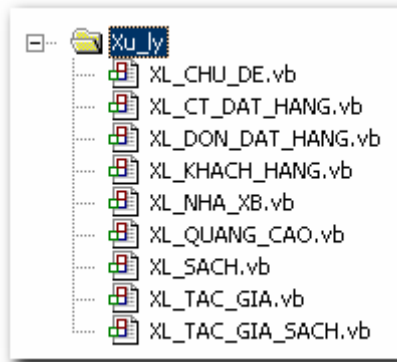 Xu_ly
XL_CHU_DE.vb
XL_CT_DAT_HANG.vb
XL_DON_DAT_HANG.vb
XL_KHACH_HANG.vb
XL_NHA_XB.vb
XL_QUANG_CAO.vb
XL_SACH.vb
XL_TAC_GIA.vb
XL_TAC_GIA_SACH.vb